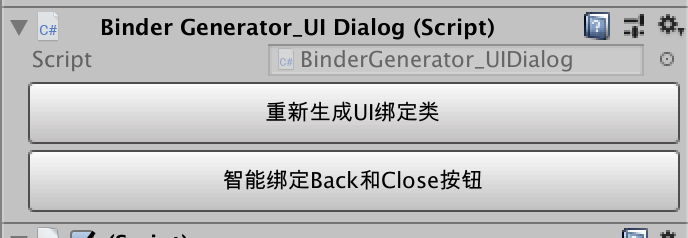 Binder Generator_UI Dialog (Script)
Script
C# BinderGenerator_UIDialog
重新生成UI绑定类
智能绑定Back和Close按钮
(Script)